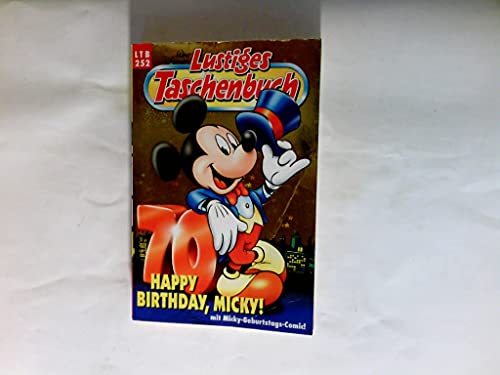 LTB
252
Lustiges
Taschenbuch
70
HAPPY
BIRTHDAY, MICKY!
mit Micky-Geburtstags-Comic!